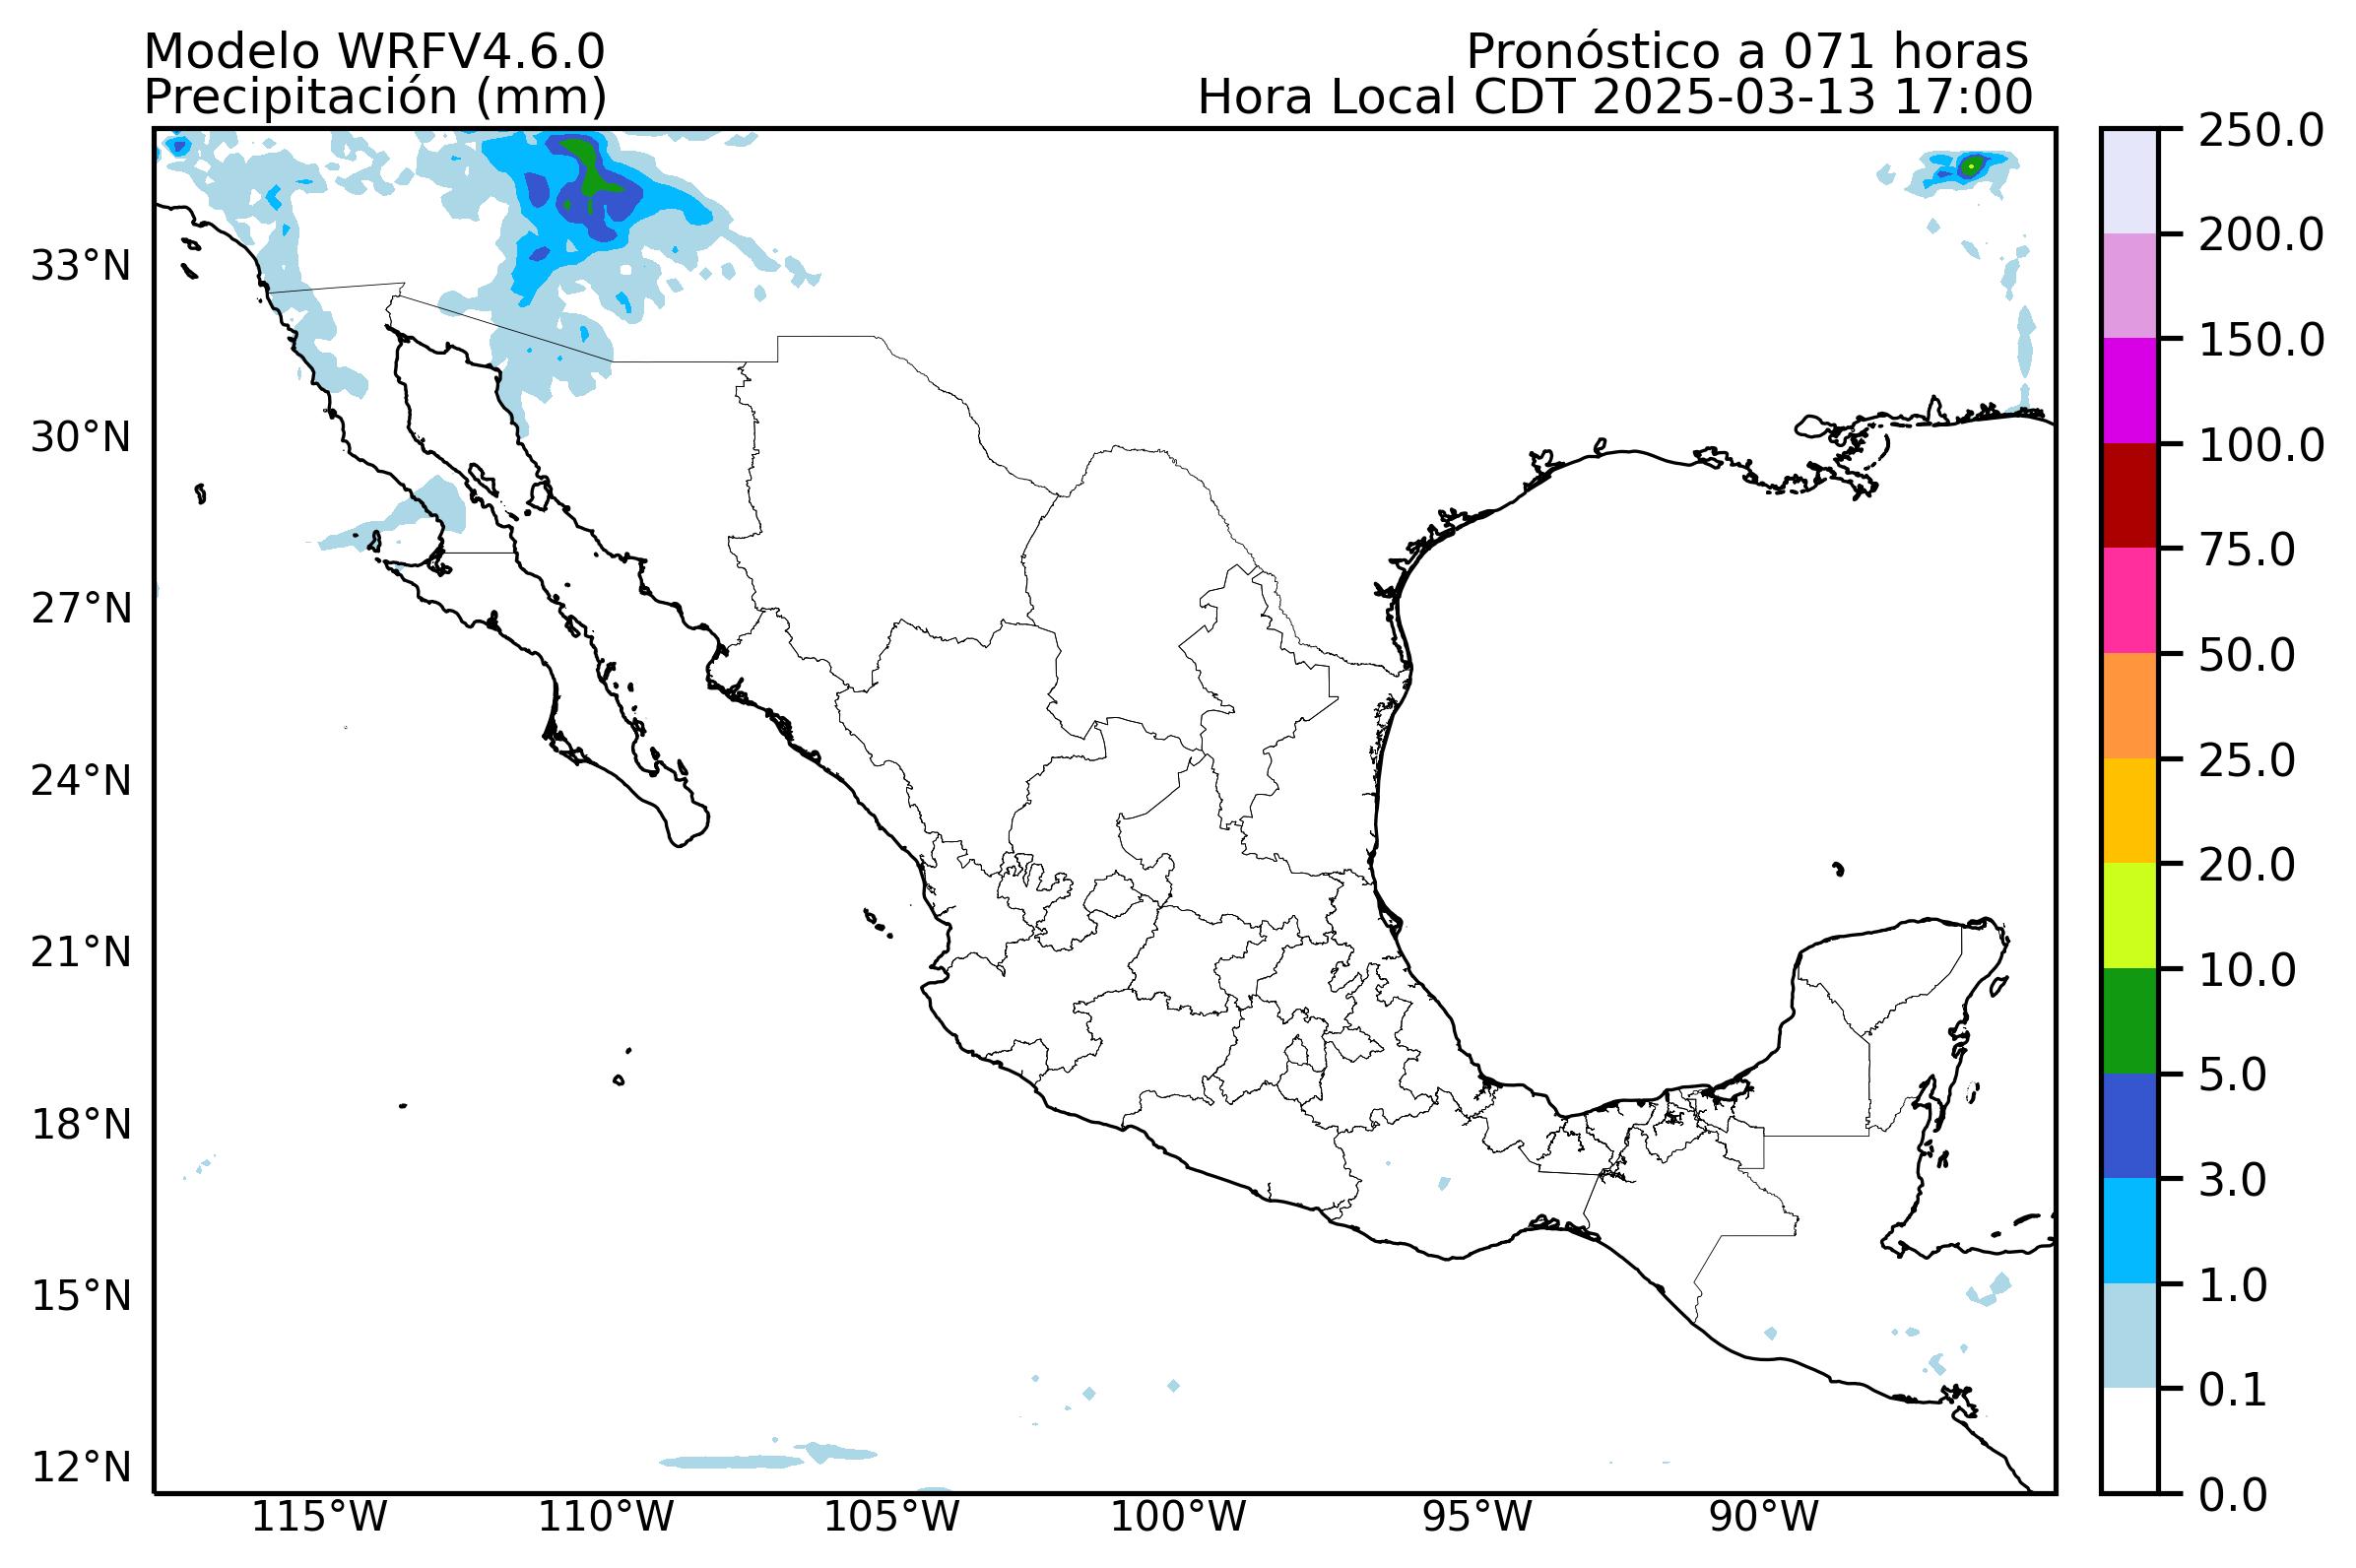 Modelo WRFV4.6.0
Precipitación (mm)
Pronóstico a 071 horas
Hora Local CDT 2025-03-13 17:00
33°N
30°N
27°N
24°N
21°N
18°N
15°N
12°N
115°W
110°W
105°W
100°W
95°W
90°W
250.0
200.0
150.0
100.0
75.0
50.0
25.0
20.0
10.0
5.0
3.0
1.0
0.1
0.0